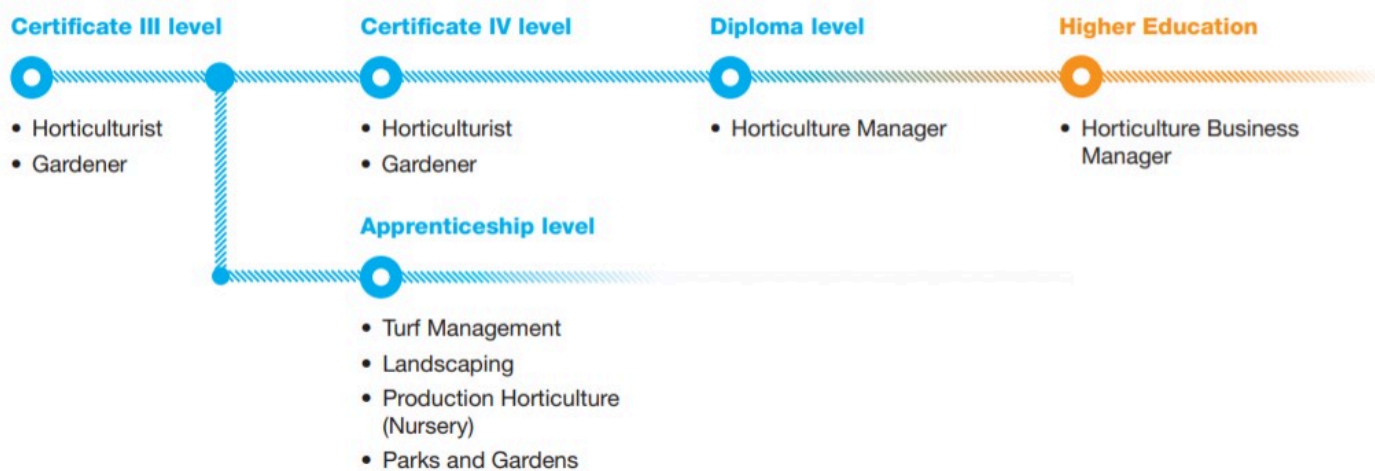 Certificate III level
• Horticulturist
• Gardener
Certificate IV level
• Horticulturist
• Gardener
Diploma level
• Horticulture Manager
Higher Education
• Horticulture Business
Manager
Apprenticeship level
• Turf Management
• Landscaping
• Production Horticulture
(Nursery)
• Parks and Gardens